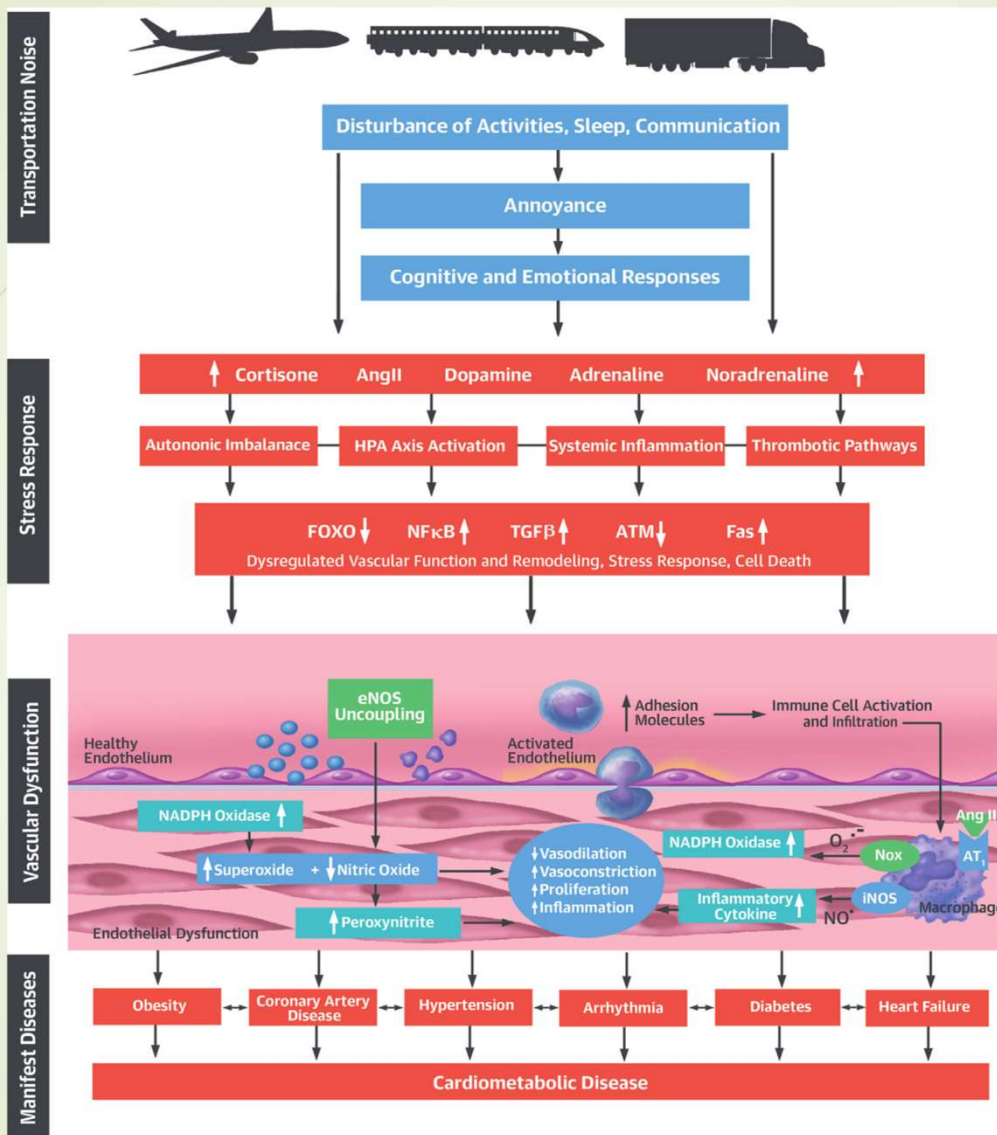 Transportation Noise
Disturbance of Activities, Sleep, Communication
Annoyance
Cognitive and Emotional Responses
Stress Response
↑ Cortisone AngII Dopamine Adrenaline Noradrenaline ↑
Autononic Imbalanace
HPA Axis Activation
Systemic Inflammation
Thrombotic Pathways
FOXO↓ NFκB↑ TGFβ↑ ATM↓ Fas↑
Dysregulated Vascular Function and Remodeling, Stress Response, Cell Death
Vascular Dysfunction
eNOS
Uncoupling
Healthy
Endothelium
Activated
Endothelium
↑ Adhesion
Molecules
Immune Cell Activation
and Infiltration
NADPH Oxidase ↑
↑Superoxide + ↓Nitric Oxide
↑Peroxynitrite
Endothelial Dysfunction
↓Vasodilation
↑Vasoconstriction
↑Proliferation
↑Inflammation
NADPH Oxidase ↑
O₂•−
Nox
Ang II
AT₁
Inflammatory
Cytokine ↑
NO•
iNOS
Macrophage
Manifest Diseases
Obesity
Coronary Artery
Disease
Hypertension
Arrhythmia
Diabetes
Heart Failure
Cardiometabolic Disease